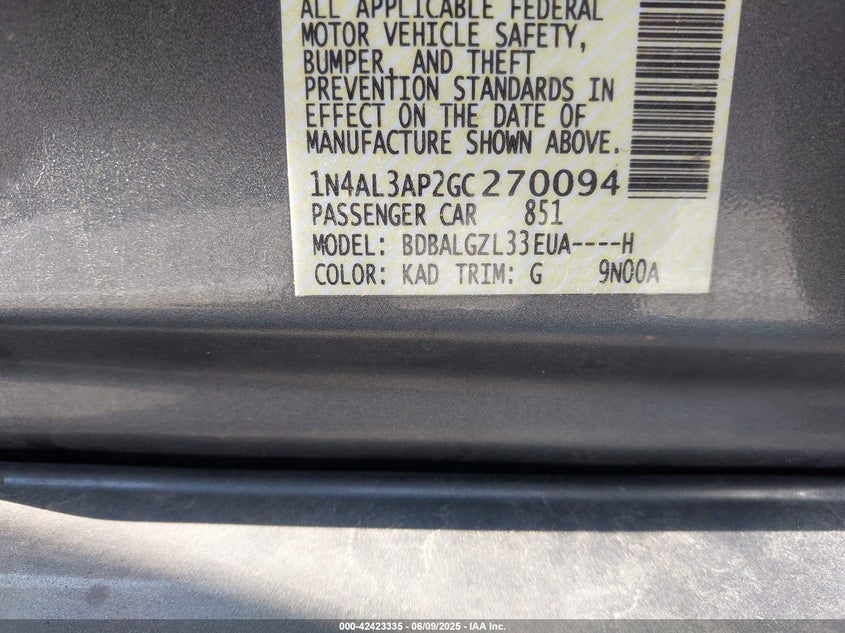 ALL APPLICABLE FEDERAL
MOTOR VEHICLE SAFETY,
BUMPER, AND THEFT
PREVENTION STANDARDS IN
EFFECT ON THE DATE OF
MANUFACTURE SHOWN ABOVE.
1N4AL3AP2GC270094
PASSENGER CAR 851
MODEL: BDBALGZL33EUA----H
COLOR: KAD TRIM: G 9N00A
000-42423335 - 06/09/2025 - IAA Inc.